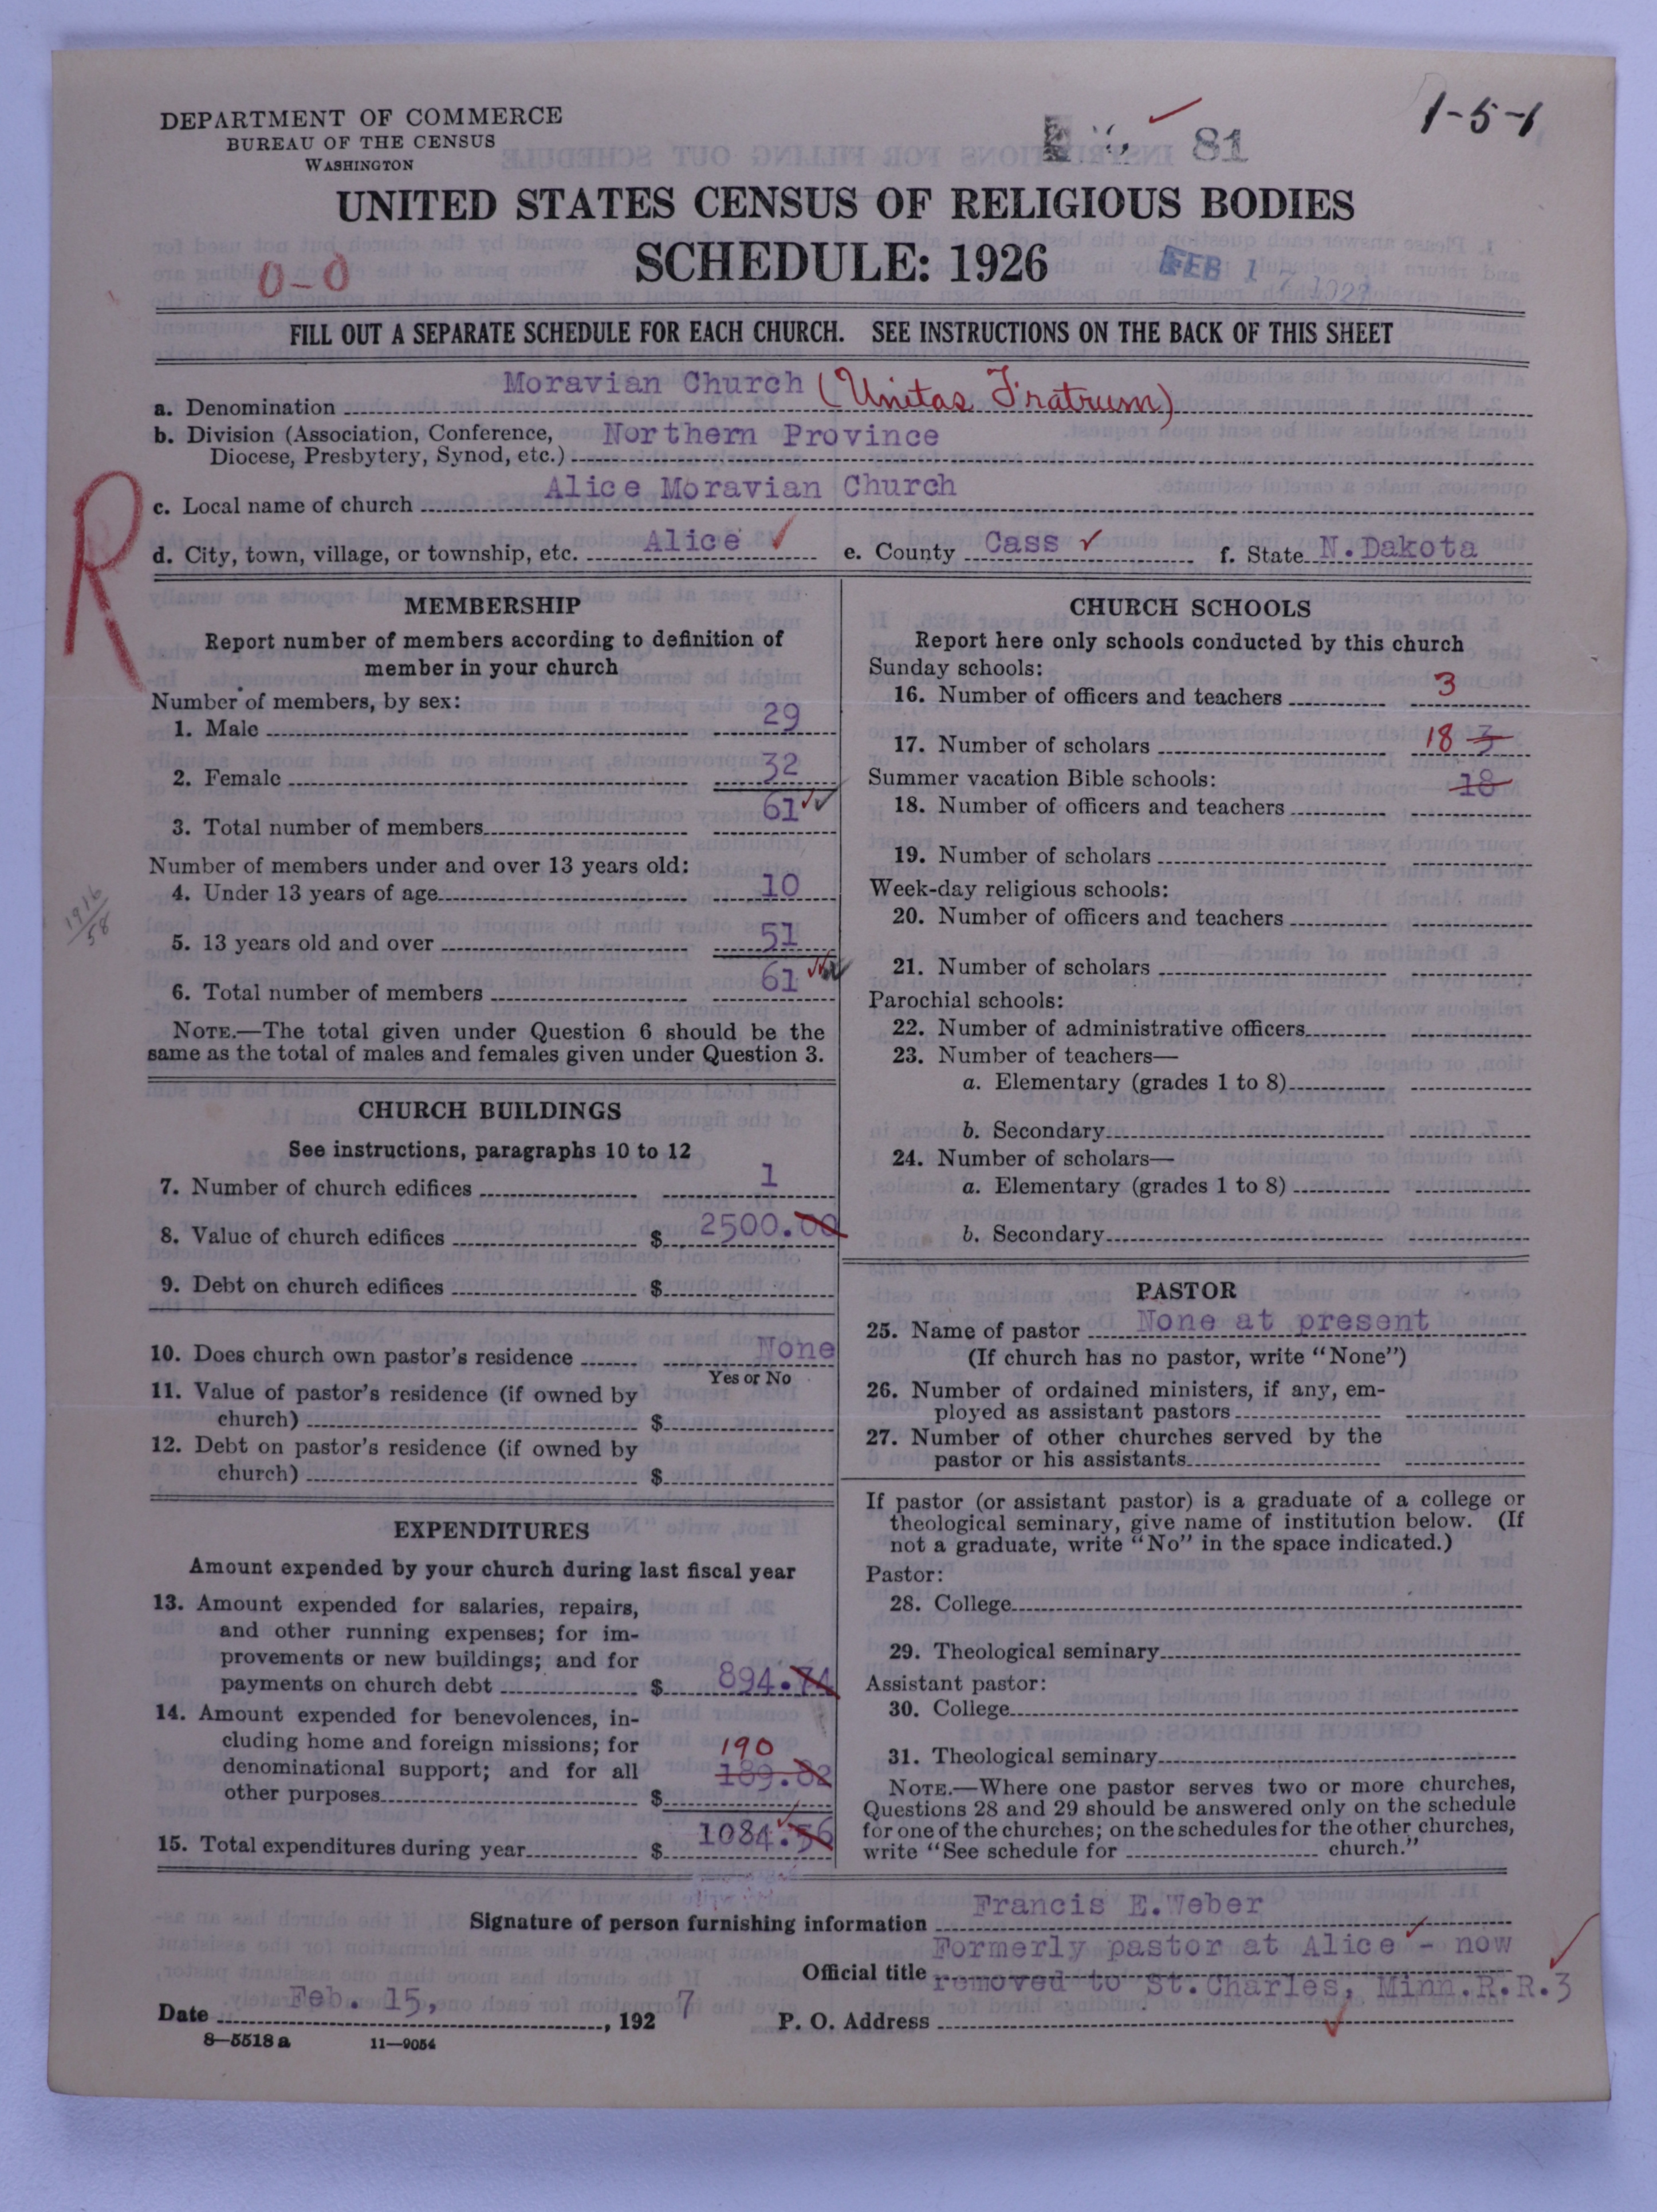 DEPARTMENT OF COMMERCE
BUREAU OF THE CENSUS
WASHINGTON
81
1-5-1
UNITED STATES CENSUS OF RELIGIOUS BODIES
SCHEDULE: 1926
0-0
FEB 1 1927
FILL OUT A SEPARATE SCHEDULE FOR EACH CHURCH. SEE INSTRUCTIONS ON THE BACK OF THIS SHEET
a. Denomination Moravian Church (Unitas Fratrum)
b. Division (Association, Conference, Northern Province
Diocese, Presbytery, Synod, etc.)
R
c. Local name of church Alice Moravian Church
d. City, town, village, or township, etc. Alice e. County Cass f. State N. Dakota
MEMBERSHIP
Report number of members according to definition of
member in your church
Number of members, by sex:
1. Male 29
2. Female 32
3. Total number of members 61
Number of members under and over 13 years old:
4. Under 13 years of age 10
1916
58
5. 13 years old and over 51
6. Total number of members 61
NOTE.—The total given under Question 6 should be the
same as the total of males and females given under Question 3.
CHURCH BUILDINGS
See instructions, paragraphs 10 to 12
7. Number of church edifices 1
8. Value of church edifices $ 2500.00
9. Debt on church edifices $
10. Does church own pastor's residence None
Yes or No
11. Value of pastor's residence (if owned by
church) $
12. Debt on pastor's residence (if owned by
church) $
EXPENDITURES
Amount expended by your church during last fiscal year
13. Amount expended for salaries, repairs,
and other running expenses; for im-
provements or new buildings; and for
payments on church debt $ 894.74
14. Amount expended for benevolences, in-
cluding home and foreign missions; for 190
denominational support; and for all 189.82
other purposes $
15. Total expenditures during year $ 1084.56
CHURCH SCHOOLS
Report here only schools conducted by this church
Sunday schools:
16. Number of officers and teachers 3
17. Number of scholars 18 3
Summer vacation Bible schools: 18
18. Number of officers and teachers
19. Number of scholars
Week-day religious schools:
20. Number of officers and teachers
21. Number of scholars
Parochial schools:
22. Number of administrative officers
23. Number of teachers—
a. Elementary (grades 1 to 8)
b. Secondary
24. Number of scholars—
a. Elementary (grades 1 to 8)
b. Secondary
PASTOR
25. Name of pastor None at present
(If church has no pastor, write "None")
26. Number of ordained ministers, if any, em-
ployed as assistant pastors
27. Number of other churches served by the
pastor or his assistants
If pastor (or assistant pastor) is a graduate of a college or
theological seminary, give name of institution below. (If
not a graduate, write "No" in the space indicated.)
Pastor:
28. College
29. Theological seminary
Assistant pastor:
30. College
31. Theological seminary
NOTE.—Where one pastor serves two or more churches,
Questions 28 and 29 should be answered only on the schedule
for one of the churches; on the schedules for the other churches,
write "See schedule for church."
Signature of person furnishing information Francis E.Weber
Formerly pastor at Alice - now
Official title removed to St.Charles, Minn.R.R.3
Date Feb. 15, , 192 7 P. O. Address
8—5518 a 11—9054